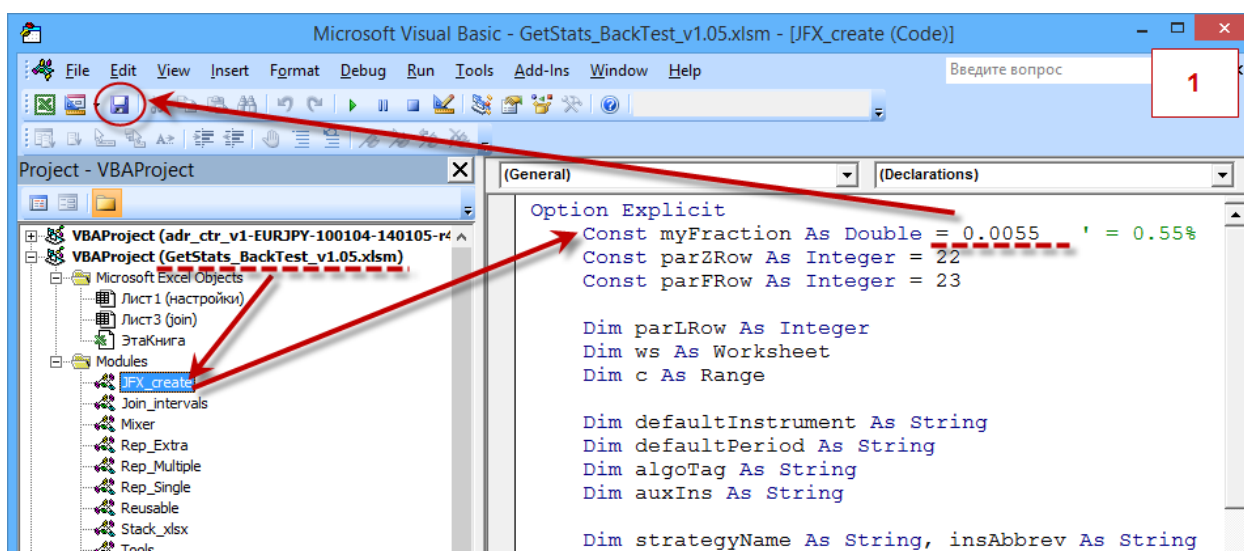 Microsoft Visual Basic - GetStats_BackTest_v1.05.xlsm - [JFX_create (Code)]
File Edit View Insert Format Debug Run Tools Add-Ins Window Help
Введите вопрос
1
Project - VBAProject
(General)
(Declarations)
VBAProject (adr_ctr_v1-EURJPY-100104-140105-r4
VBAProject (GetStats_BackTest_v1.05.xlsm)
Microsoft Excel Objects
Лист1 (настройки)
Лист3 (join)
ЭтаКнига
Modules
JFX_create
Join_intervals
Mixer
Rep_Extra
Rep_Multiple
Rep_Single
Reusable
Stack_xlsx
Tools
Option Explicit
Const myFraction As Double = 0.0055 ' = 0.55%
Const parZRow As Integer = 22
Const parFRow As Integer = 23
Dim parLRow As Integer
Dim ws As Worksheet
Dim c As Range
Dim defaultInstrument As String
Dim defaultPeriod As String
Dim algoTag As String
Dim auxIns As String
Dim strategyName As String, insAbbrev As String